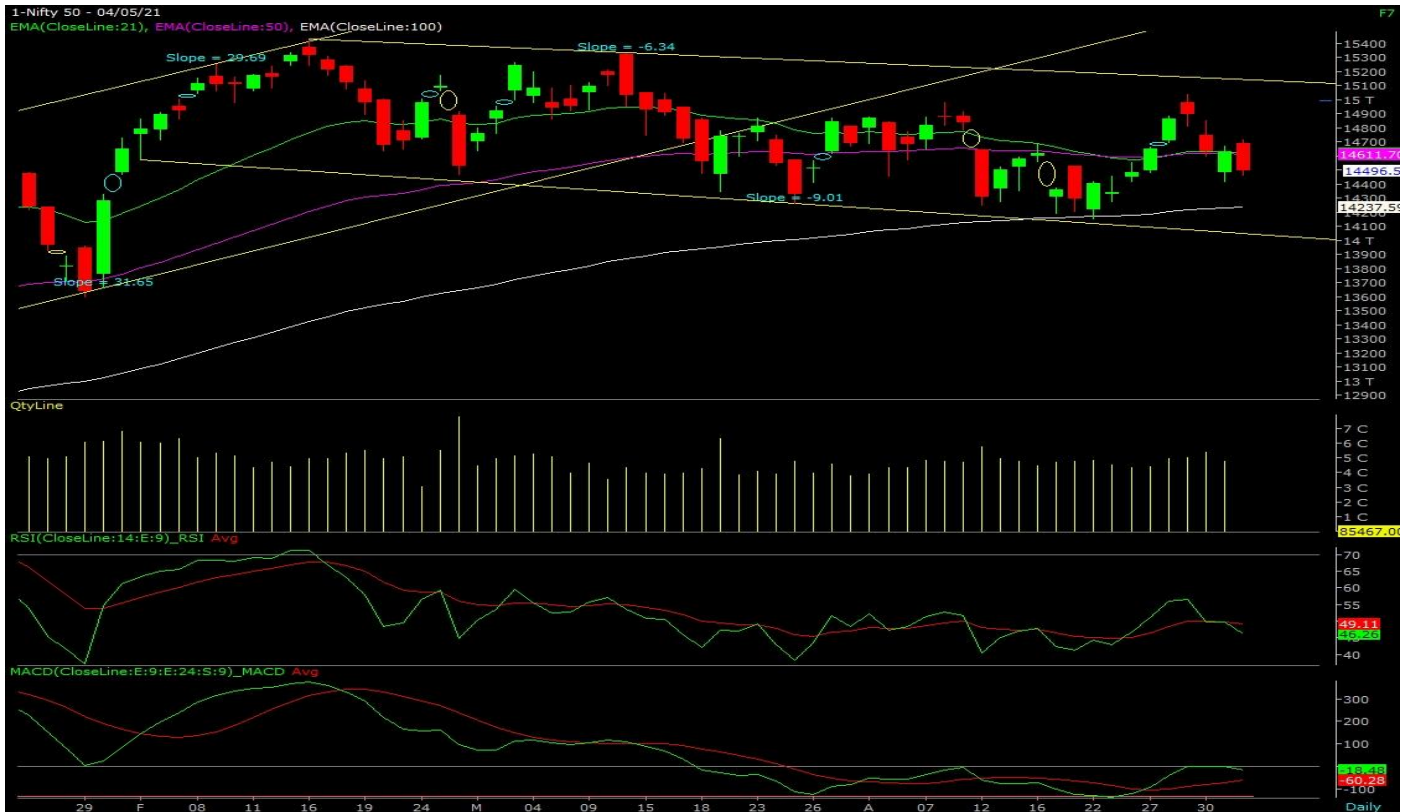 1-Nifty 50 - 04/05/21 F7
EMA(CloseLine:21), EMA(CloseLine:50), EMA(CloseLine:100)
15400
Slope = -6.34
Slope = 29.69
15300
15200
15100
15 T
14900
14800
14700
14611.70
14496.5
14400
Slope = -9.01
14300
14237.59
14200
14100
14 T
13900
13800
Slope = 31.65
13700
13600
13500
13400
13300
13200
13100
13 T
12900
QtyLine
7 C
6 C
5 C
4 C
3 C
2 C
1 C
85467.00
RSI(CloseLine:14:E:9)_RSI Avg
70
65
60
55
49.11
46.26
40
MACD(CloseLine:E:9:E:24:S:9)_MACD Avg
300
200
100
-18.48
-60.28
-100
29 F 08 11 16 19 24 M 04 09 15 18 23 26 A 07 12 16 22 27 30 Daily